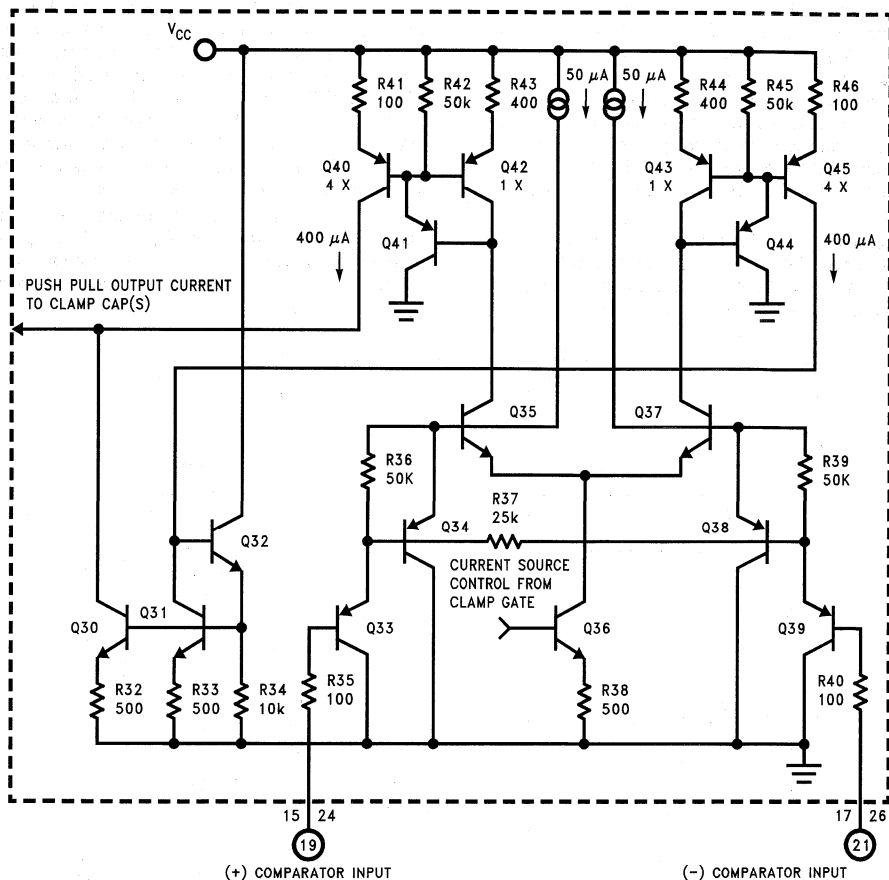 VCC
R41
100
R42
50k
R43
400
50 μA
50 μA
R44
400
R45
50k
R46
100
Q40
4 X
Q42
1 X
Q43
1 X
Q45
4 X
Q41
Q44
400 μA
400 μA
PUSH PULL OUTPUT CURRENT
TO CLAMP CAP(S)
Q35
Q37
R36
50K
R39
50K
R37
25k
Q34
Q38
Q32
CURRENT SOURCE
CONTROL FROM
CLAMP GATE
Q30
Q31
Q33
Q36
Q39
R32
500
R33
500
R34
10k
R35
100
R38
500
R40
100
15 24
17 26
19
21
(+) COMPARATOR INPUT
(-) COMPARATOR INPUT